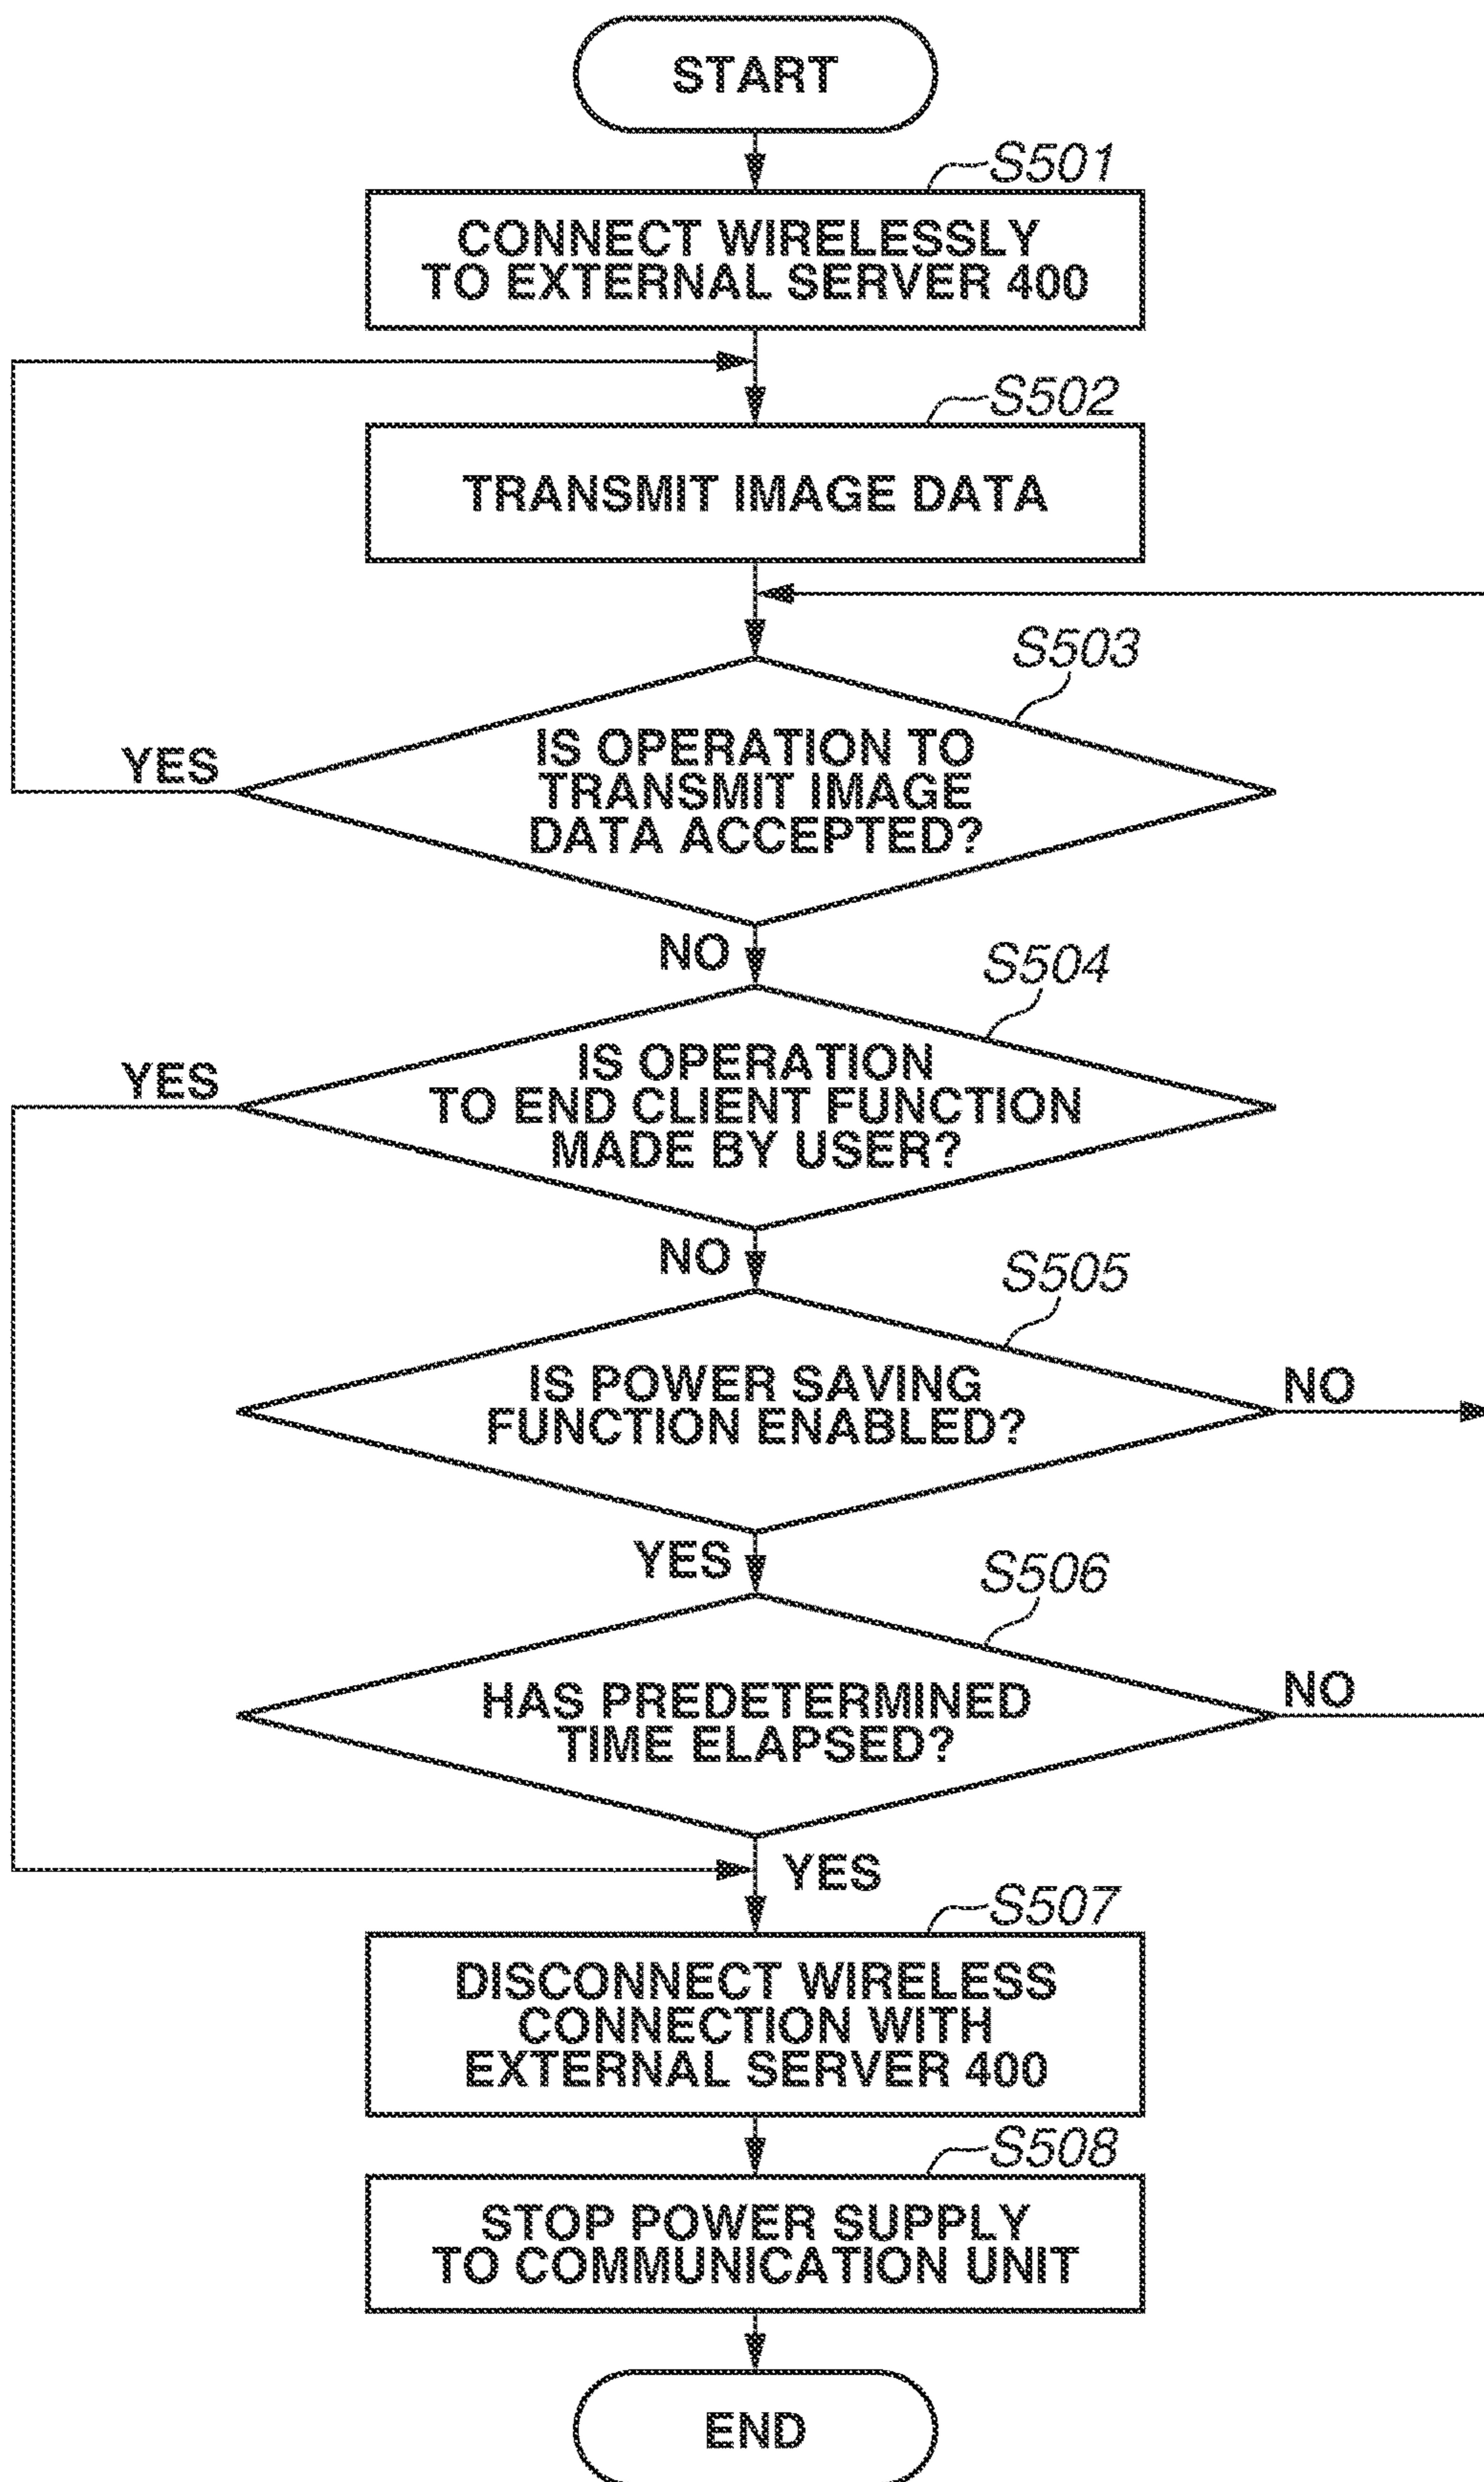 START
S501
CONNECT WIRELESSLY
TO EXTERNAL SERVER 400
S502
TRANSMIT IMAGE DATA
S503
IS OPERATION TO
TRANSMIT IMAGE
DATA ACCEPTED?
YES
NO
S504
IS OPERATION
TO END CLIENT FUNCTION
MADE BY USER?
YES
NO
S505
IS POWER SAVING
FUNCTION ENABLED?
NO
YES
S506
HAS PREDETERMINED
TIME ELAPSED?
NO
YES
S507
DISCONNECT WIRELESS
CONNECTION WITH
EXTERNAL SERVER 400
S508
STOP POWER SUPPLY
TO COMMUNICATION UNIT
END